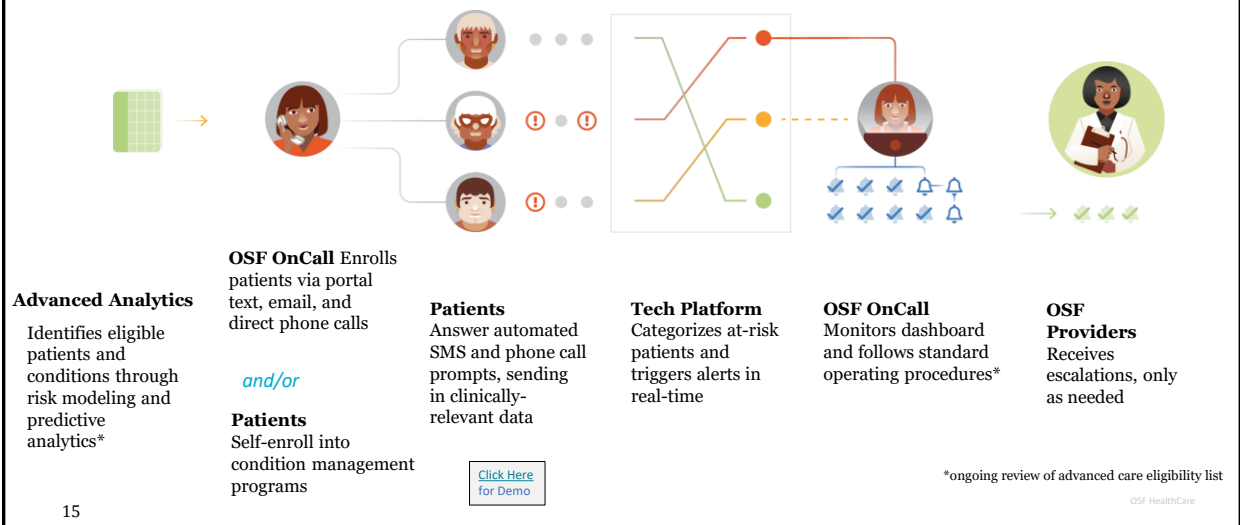 Advanced Analytics
Identifies eligible
patients and
conditions through
risk modeling and
predictive
analytics*
OSF OnCall Enrolls
patients via portal
text, email, and
direct phone calls
and/or
Patients
Self-enroll into
condition management
programs
Patients
Answer automated
SMS and phone call
prompts, sending
in clinically-
relevant data
Click Here
for Demo
Tech Platform
Categorizes at-risk
patients and
triggers alerts in
real-time
OSF OnCall
Monitors dashboard
and follows standard
operating procedures*
OSF
Providers
Receives
escalations, only
as needed
*ongoing review of advanced care eligibility list
OSF HealthCare
15